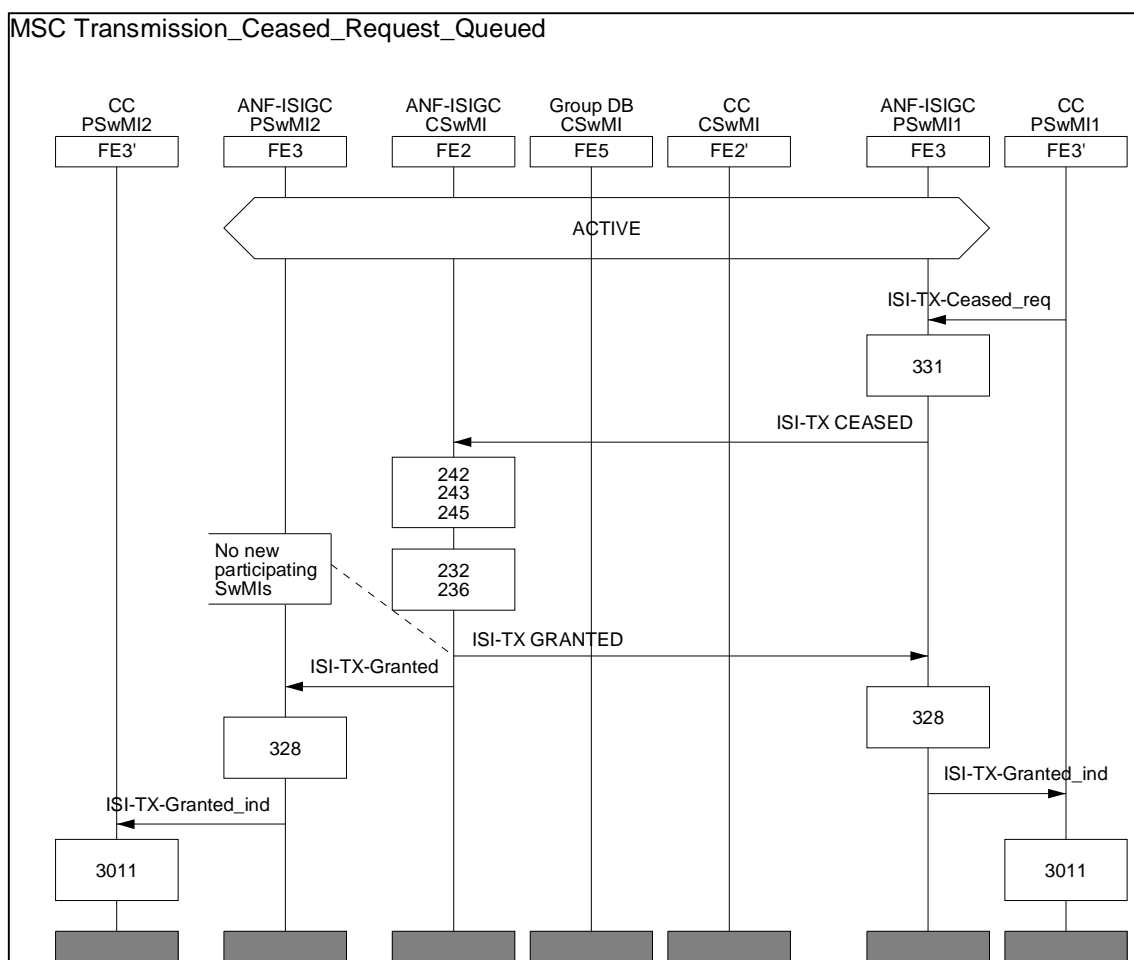 MSC Transmission_Ceased_Request_Queued
CC
PSwMI2
FE3'
ANF-ISIGC
PSwMI2
FE3
ANF-ISIGC
CSwMI
FE2
Group DB
CSwMI
FE5
CC
CSwMI
FE2'
ANF-ISIGC
PSwMI1
FE3
CC
PSwMI1
FE3'
ACTIVE
ISI-TX-Ceased_req
331
ISI-TX CEASED
242
243
245
No new
participating
SwMIs
232
236
ISI-TX GRANTED
ISI-TX-Granted
328
328
ISI-TX-Granted_ind
ISI-TX-Granted_ind
3011
3011